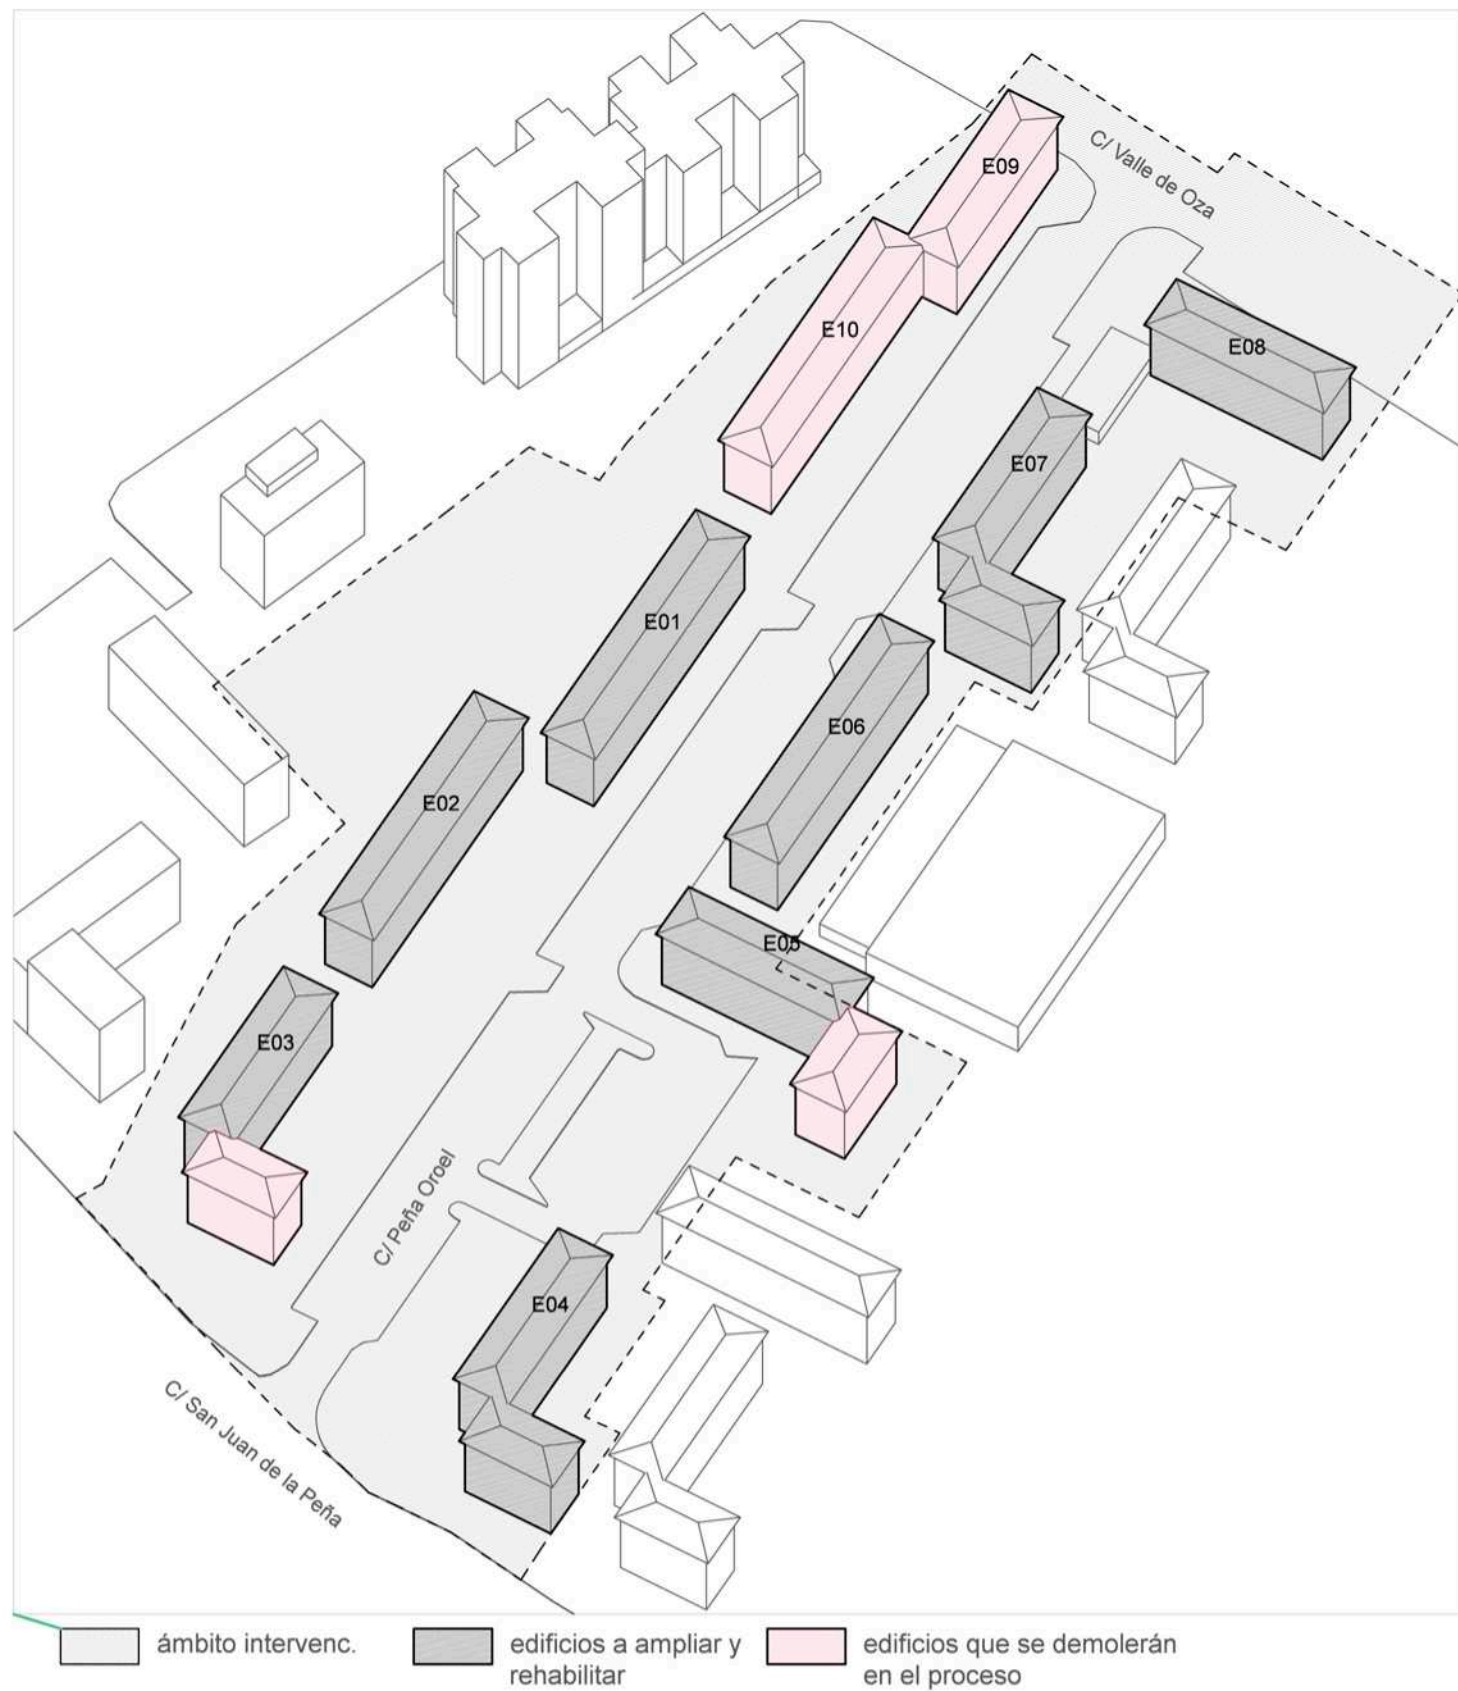 C/ Valle de Oza
E09
E10
E08
E07
E01
E06
E02
E05
E03
C/ Peña Oroel
E04
C/ San Juan de la Peña
ámbito intervenc.
edificios a ampliar y
rehabilitar
edificios que se demolerán
en el proceso